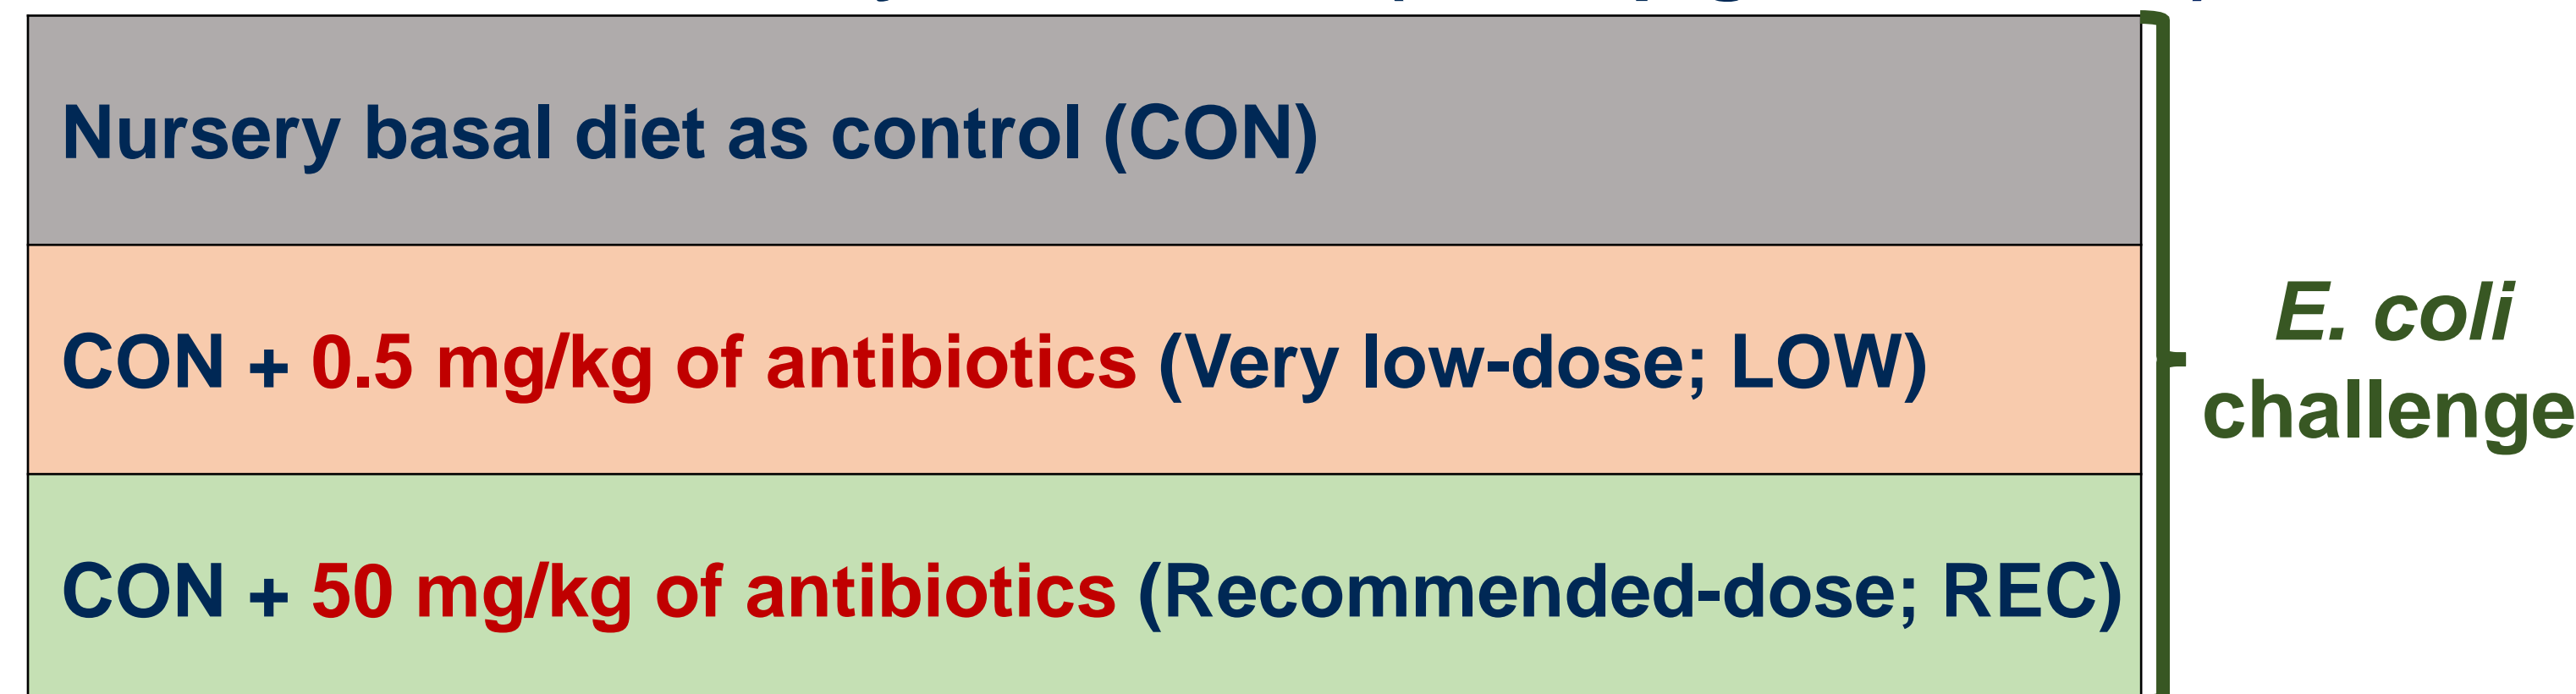 Nursery basal diet as control (CON)
CON + 0.5 mg/kg of antibiotics (Very low-dose; LOW)
CON + 50 mg/kg of antibiotics (Recommended-dose; REC)
E. coli
challenge